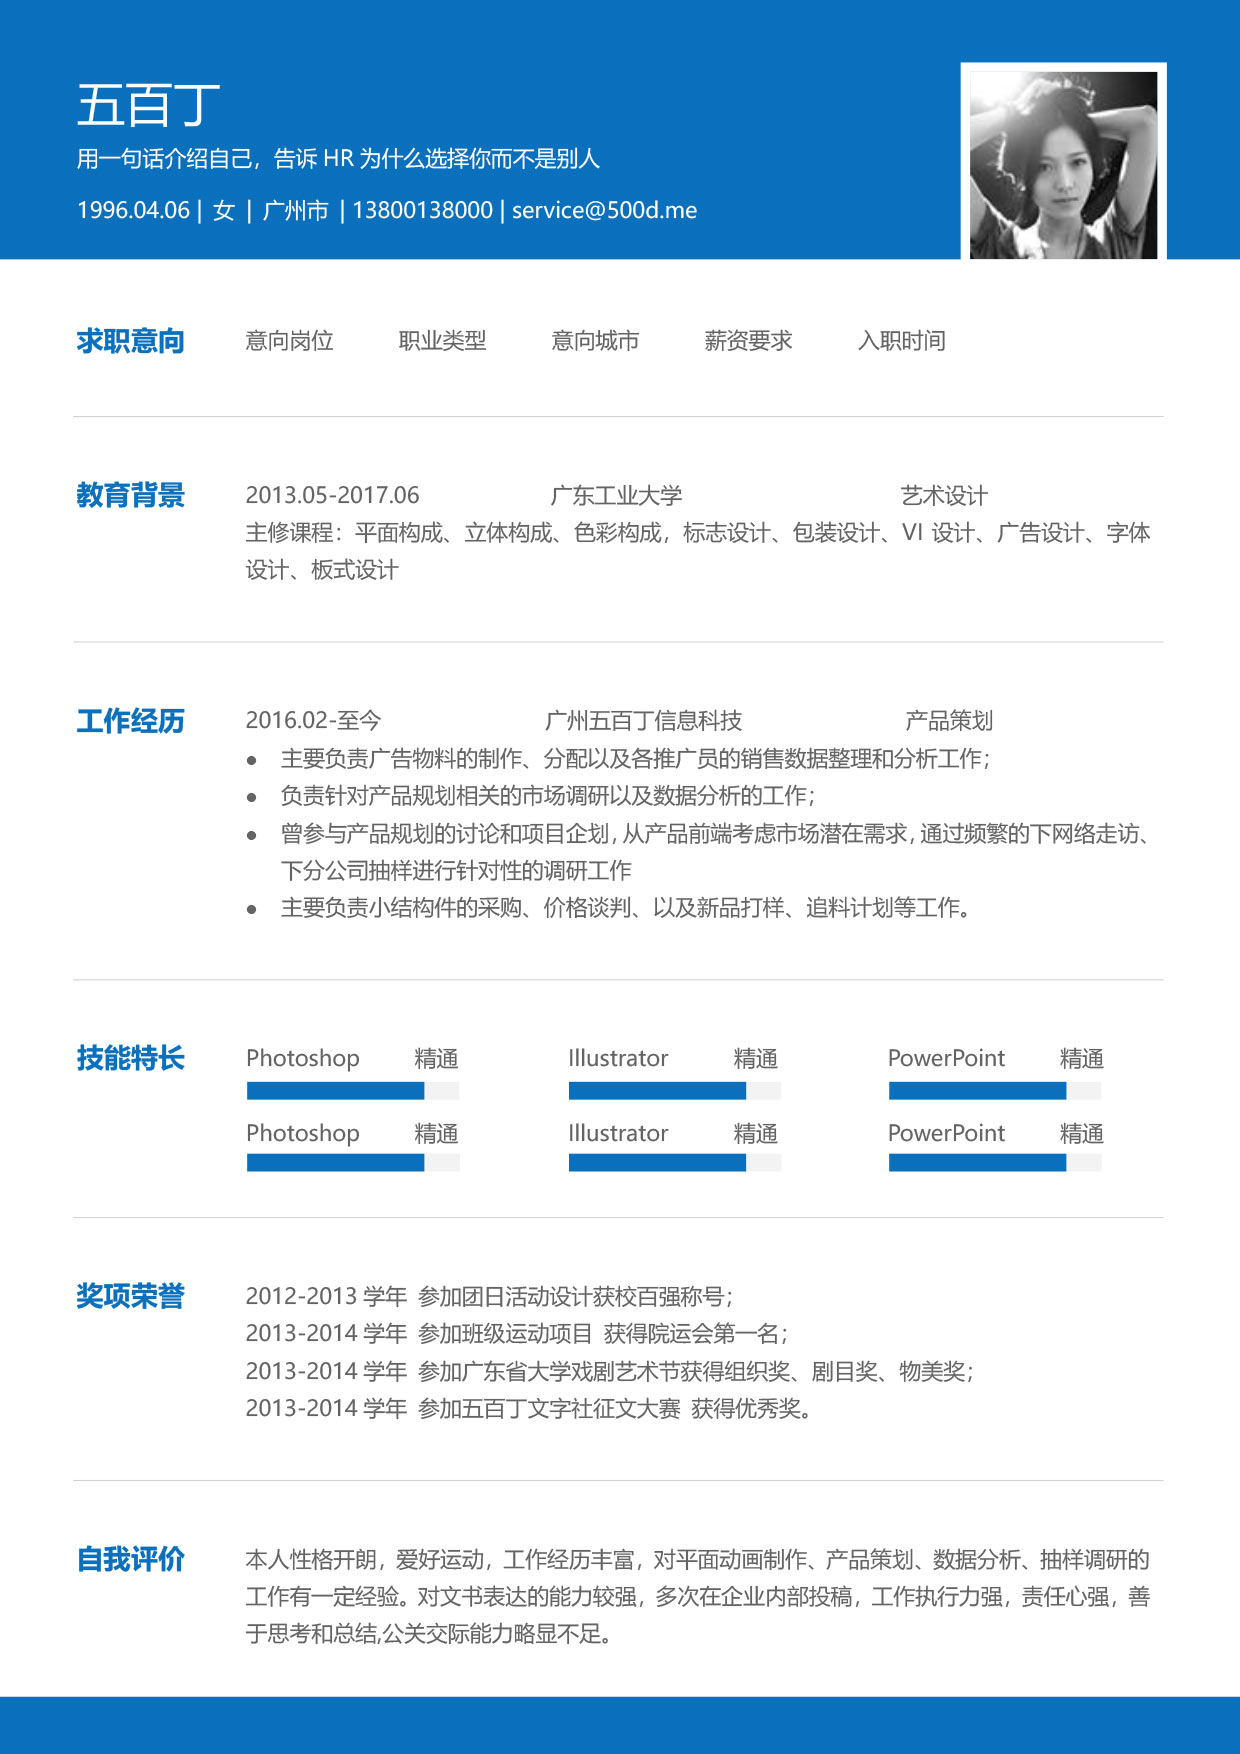 五百丁
用一句话介绍自己，告诉 HR 为什么选择你而不是别人
1996.04.06 | 女 | 广州市 | 13800138000 | service@500d.me
求职意向 意向岗位 职业类型 意向城市 薪资要求 入职时间
教育背景 2013.05-2017.06 广东工业大学 艺术设计
主修课程：平面构成、立体构成、色彩构成，标志设计、包装设计、VI 设计、广告设计、字体
设计、板式设计
工作经历 2016.02-至今 广州五百丁信息科技 产品策划
● 主要负责广告物料的制作、分配以及各推广员的销售数据整理和分析工作；
● 负责针对产品规划相关的市场调研以及数据分析的工作；
● 曾参与产品规划的讨论和项目企划，从产品前端考虑市场潜在需求，通过频繁的下网络走访、
下分公司抽样进行针对性的调研工作
● 主要负责小结构件的采购、价格谈判、以及新品打样、追料计划等工作。
技能特长 Photoshop 精通 Illustrator 精通 PowerPoint 精通
Photoshop 精通 Illustrator 精通 PowerPoint 精通
奖项荣誉 2012-2013 学年 参加团日活动设计获校百强称号；
2013-2014 学年 参加班级运动项目 获得院运会第一名；
2013-2014 学年 参加广东省大学戏剧艺术节获得组织奖、剧目奖、物美奖；
2013-2014 学年 参加五百丁文字社征文大赛 获得优秀奖。
自我评价 本人性格开朗，爱好运动，工作经历丰富，对平面动画制作、产品策划、数据分析、抽样调研的
工作有一定经验。对文书表达的能力较强，多次在企业内部投稿，工作执行力强，责任心强，善
于思考和总结,公关交际能力略显不足。